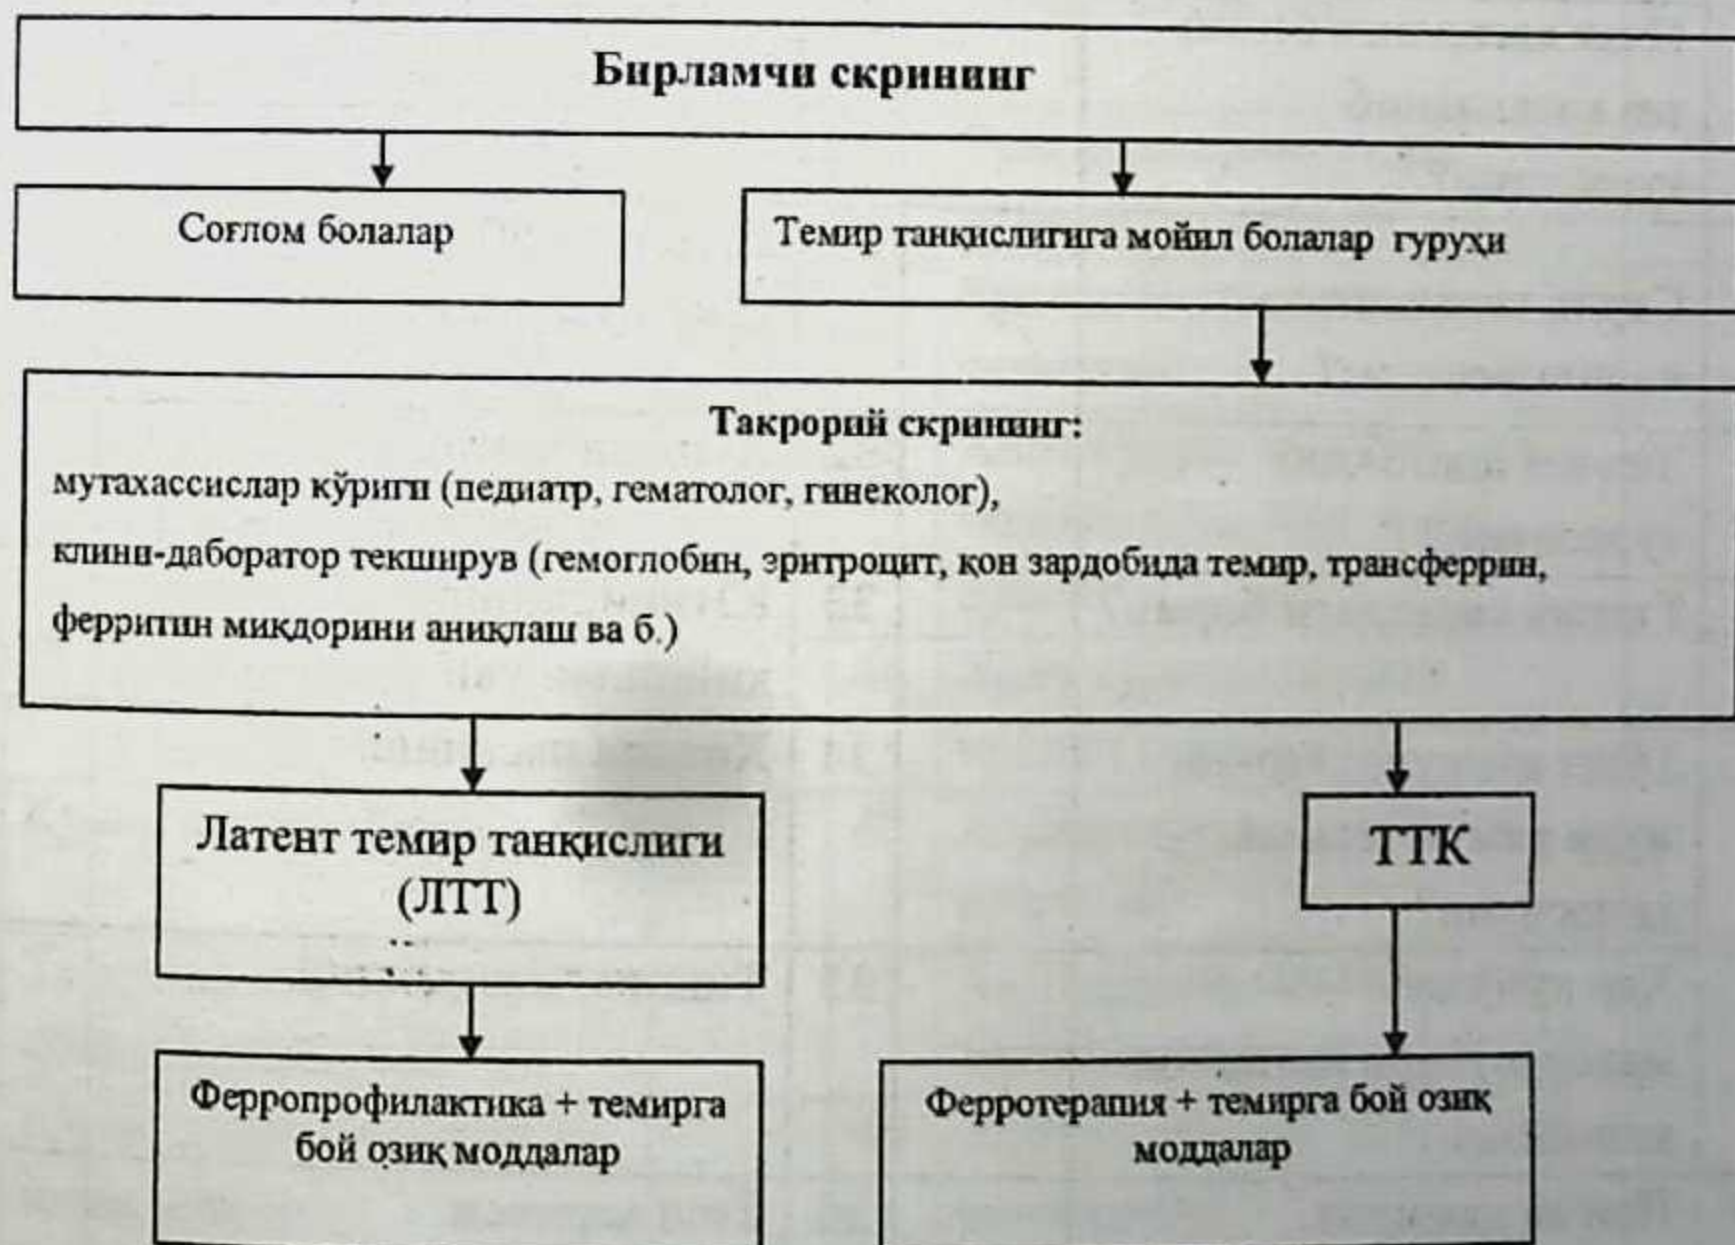 Бирламчи скрининг
Соғлом болалар
Темир танқислигига мойил болалар гуруҳи
Такрорий скрининг:
мутахассислар кўриги (педиатр, гематолог, гинеколог),
клини-даборатор текширув (гемоглобин, эритроцит, қон зардобида темир, трансферрин,
ферритин миқдорини аниқлаш ва б.)
Латент темир танқислиги
(ЛТТ)
ТТК
Ферропрофилактика + темирга
бой озиқ моддалар
Ферротерапия + темирга бой озиқ
моддалар